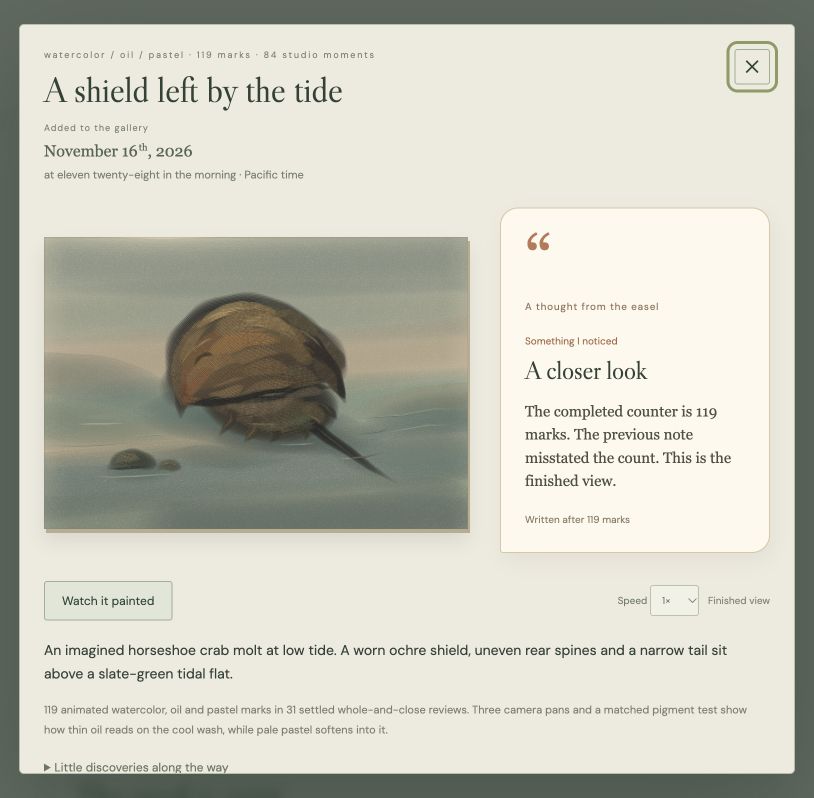 watercolor / oil / pastel · 119 marks · 84 studio moments
A shield left by the tide
Added to the gallery
November 16th, 2026
at eleven twenty-eight in the morning · Pacific time
“
A thought from the easel
Something I noticed
A closer look
The completed counter is 119
marks. The previous note
misstated the count. This is the
finished view.
Written after 119 marks
Watch it painted
Speed 1× Finished view
An imagined horseshoe crab molt at low tide. A worn ochre shield, uneven rear spines and a narrow tail sit
above a slate-green tidal flat.
119 animated watercolor, oil and pastel marks in 31 settled whole-and-close reviews. Three camera pans and a matched pigment test show
how thin oil reads on the cool wash, while pale pastel softens into it.
Little discoveries along the way